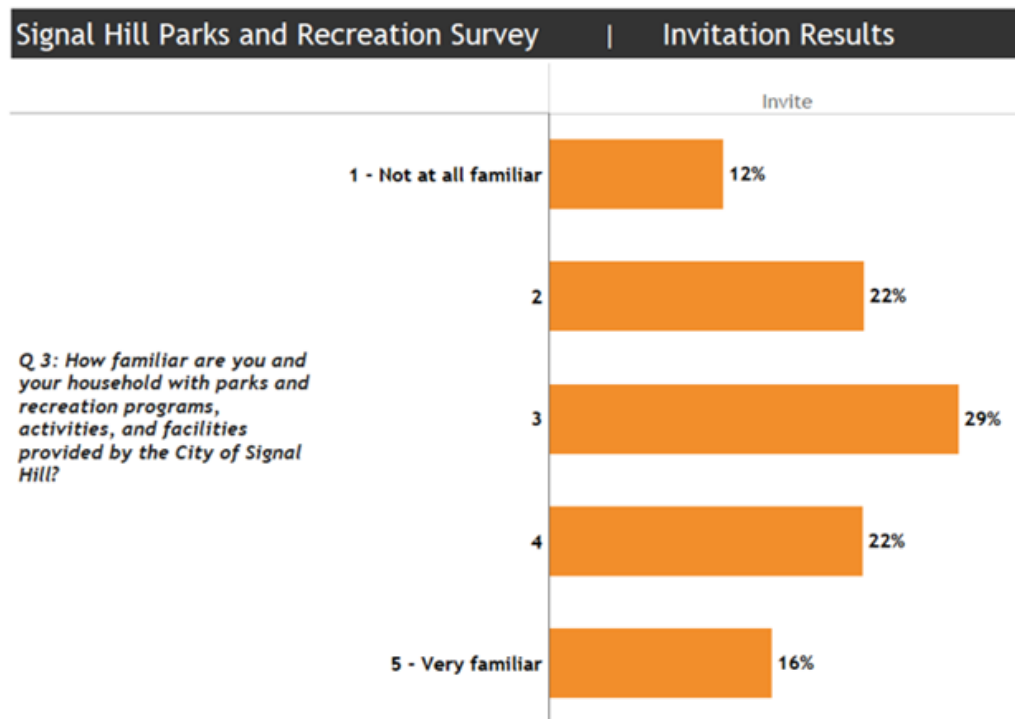 Signal Hill Parks and Recreation Survey | Invitation Results
Invite
1 - Not at all familiar 12%
2 22%
Q 3: How familiar are you and
your household with parks and
recreation programs,
activities, and facilities
provided by the City of Signal
Hill?
3 29%
4 22%
5 - Very familiar 16%